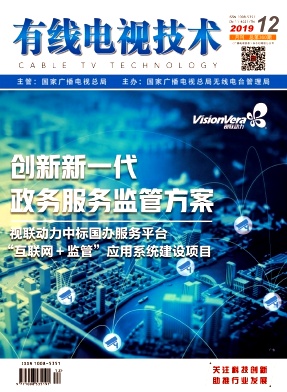 有线电视技术
CABLE TV TECHNOLOGY
2019 12
主管：国家广播电视总局 主办：国家广播电视总局无线电台管理局
VisionVera
视联动力
创新新一代
政务服务监管方案
视联动力中标国办服务平台
“互联网＋监管”应用系统建设项目
ISSN 1008-5351
关注科技创新
助推行业发展